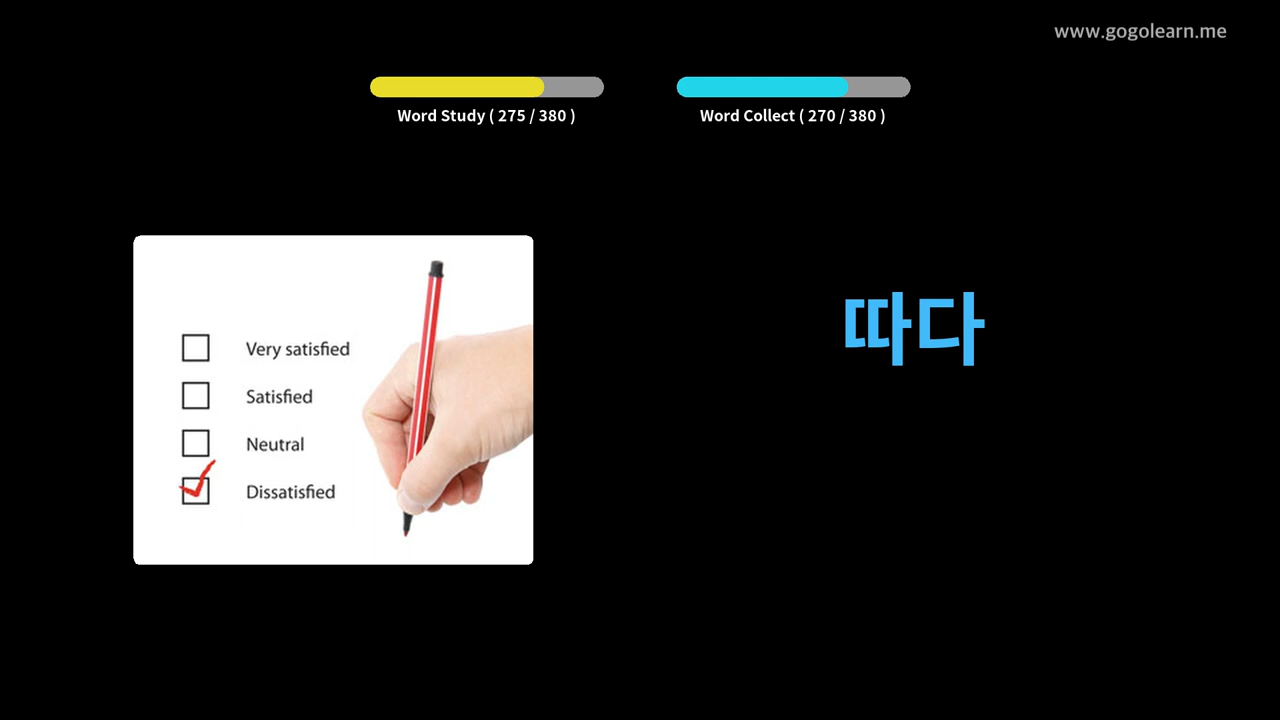 www.gogolearn.me
Word Study ( 275 / 380 )
Word Collect ( 270 / 380 )
Very satisfied
Satisfied
Neutral
Dissatisfied
따다